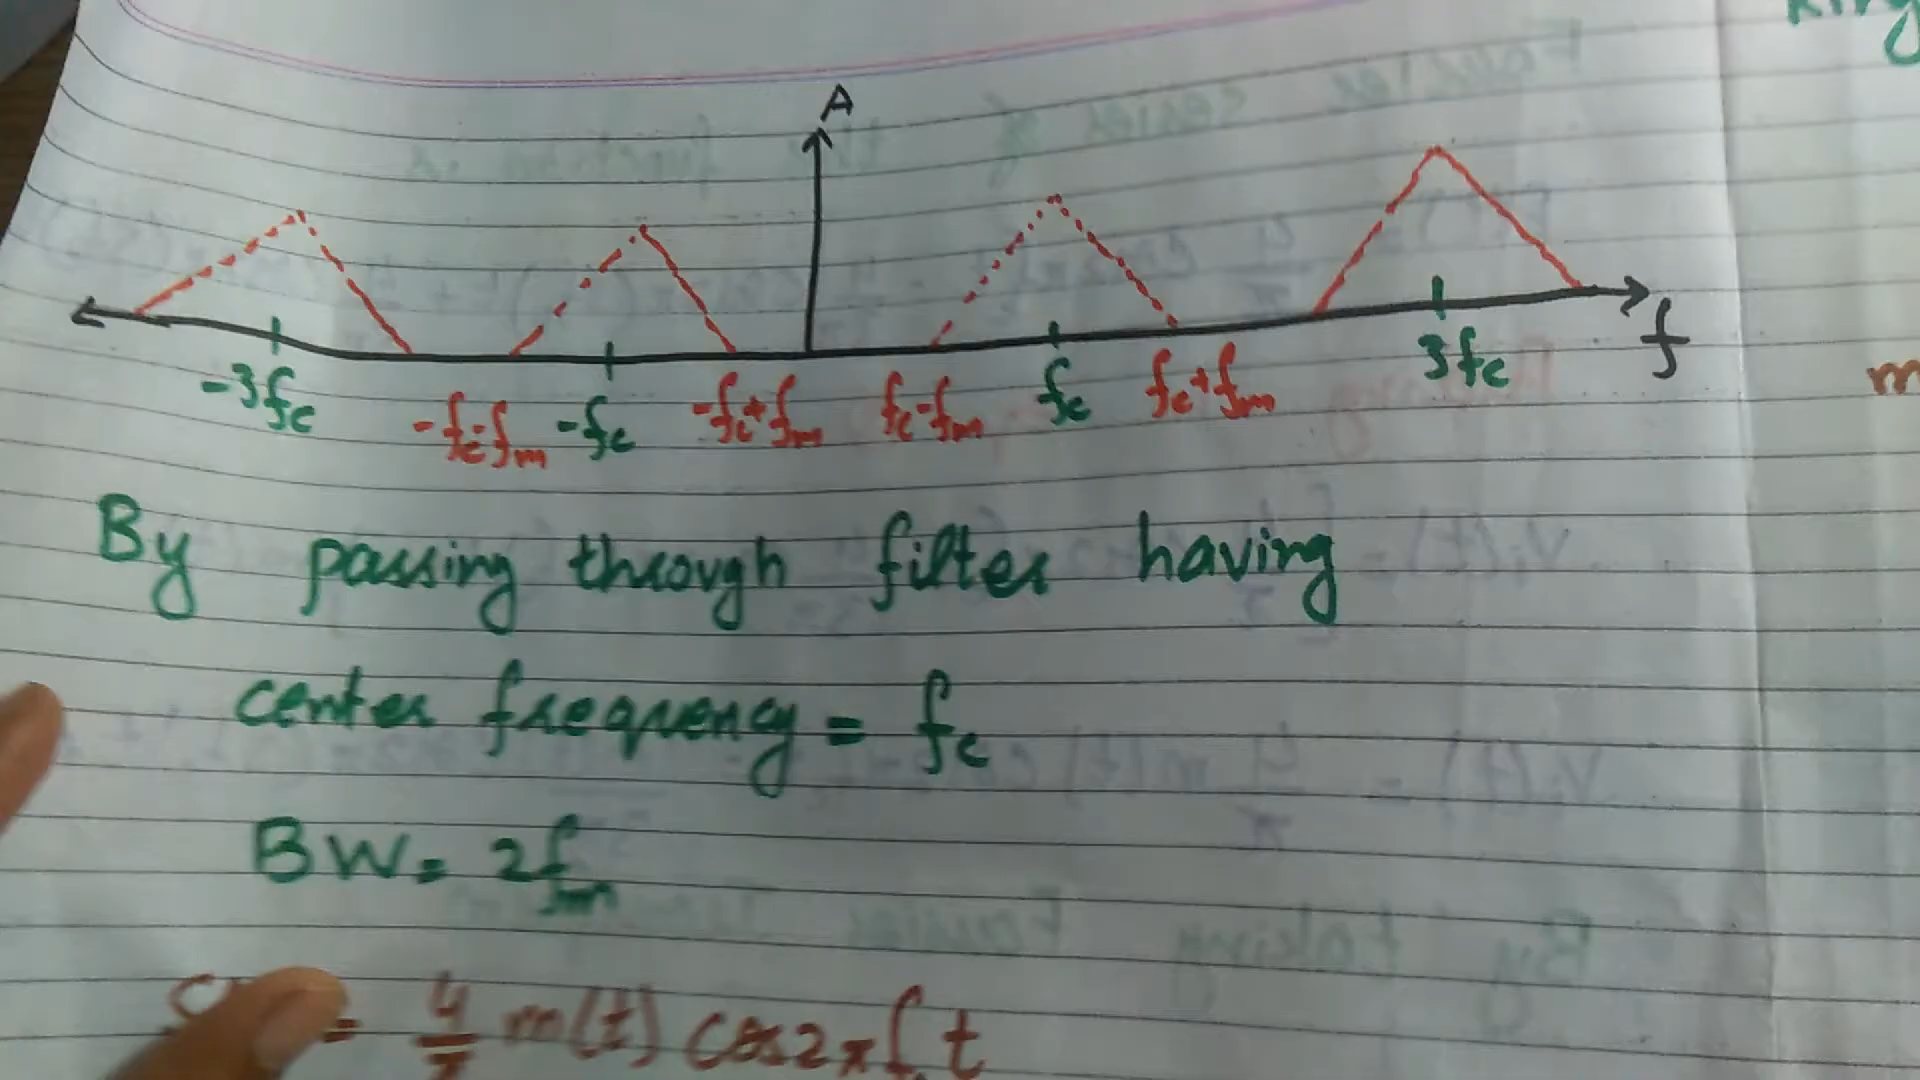 A
-3fc -fc-fm -fc -fc+fm fc-fm fc fc+fm 3fc f
By passing through filter having
center frequency = fc
BW = 2fm
= 4 m(t) cos2πfct